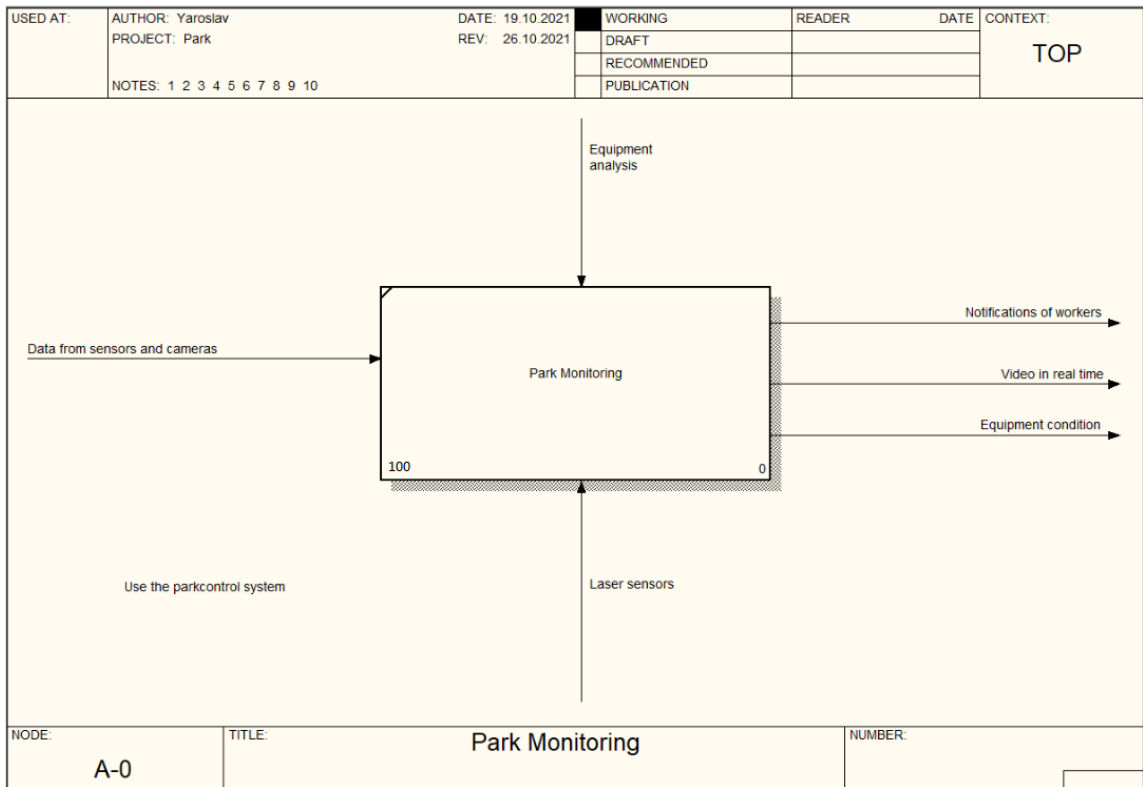 USED AT:
AUTHOR: Yaroslav
DATE: 19.10.2021
WORKING
READER
DATE
CONTEXT:
PROJECT: Park
REV: 26.10.2021
DRAFT
TOP
RECOMMENDED
NOTES: 1 2 3 4 5 6 7 8 9 10
PUBLICATION
Equipment
analysis
Notifications of workers
Data from sensors and cameras
Park Monitoring
Video in real time
Equipment condition
100
0
Use the parkcontrol system
Laser sensors
NODE:
TITLE:
Park Monitoring
NUMBER:
A-0